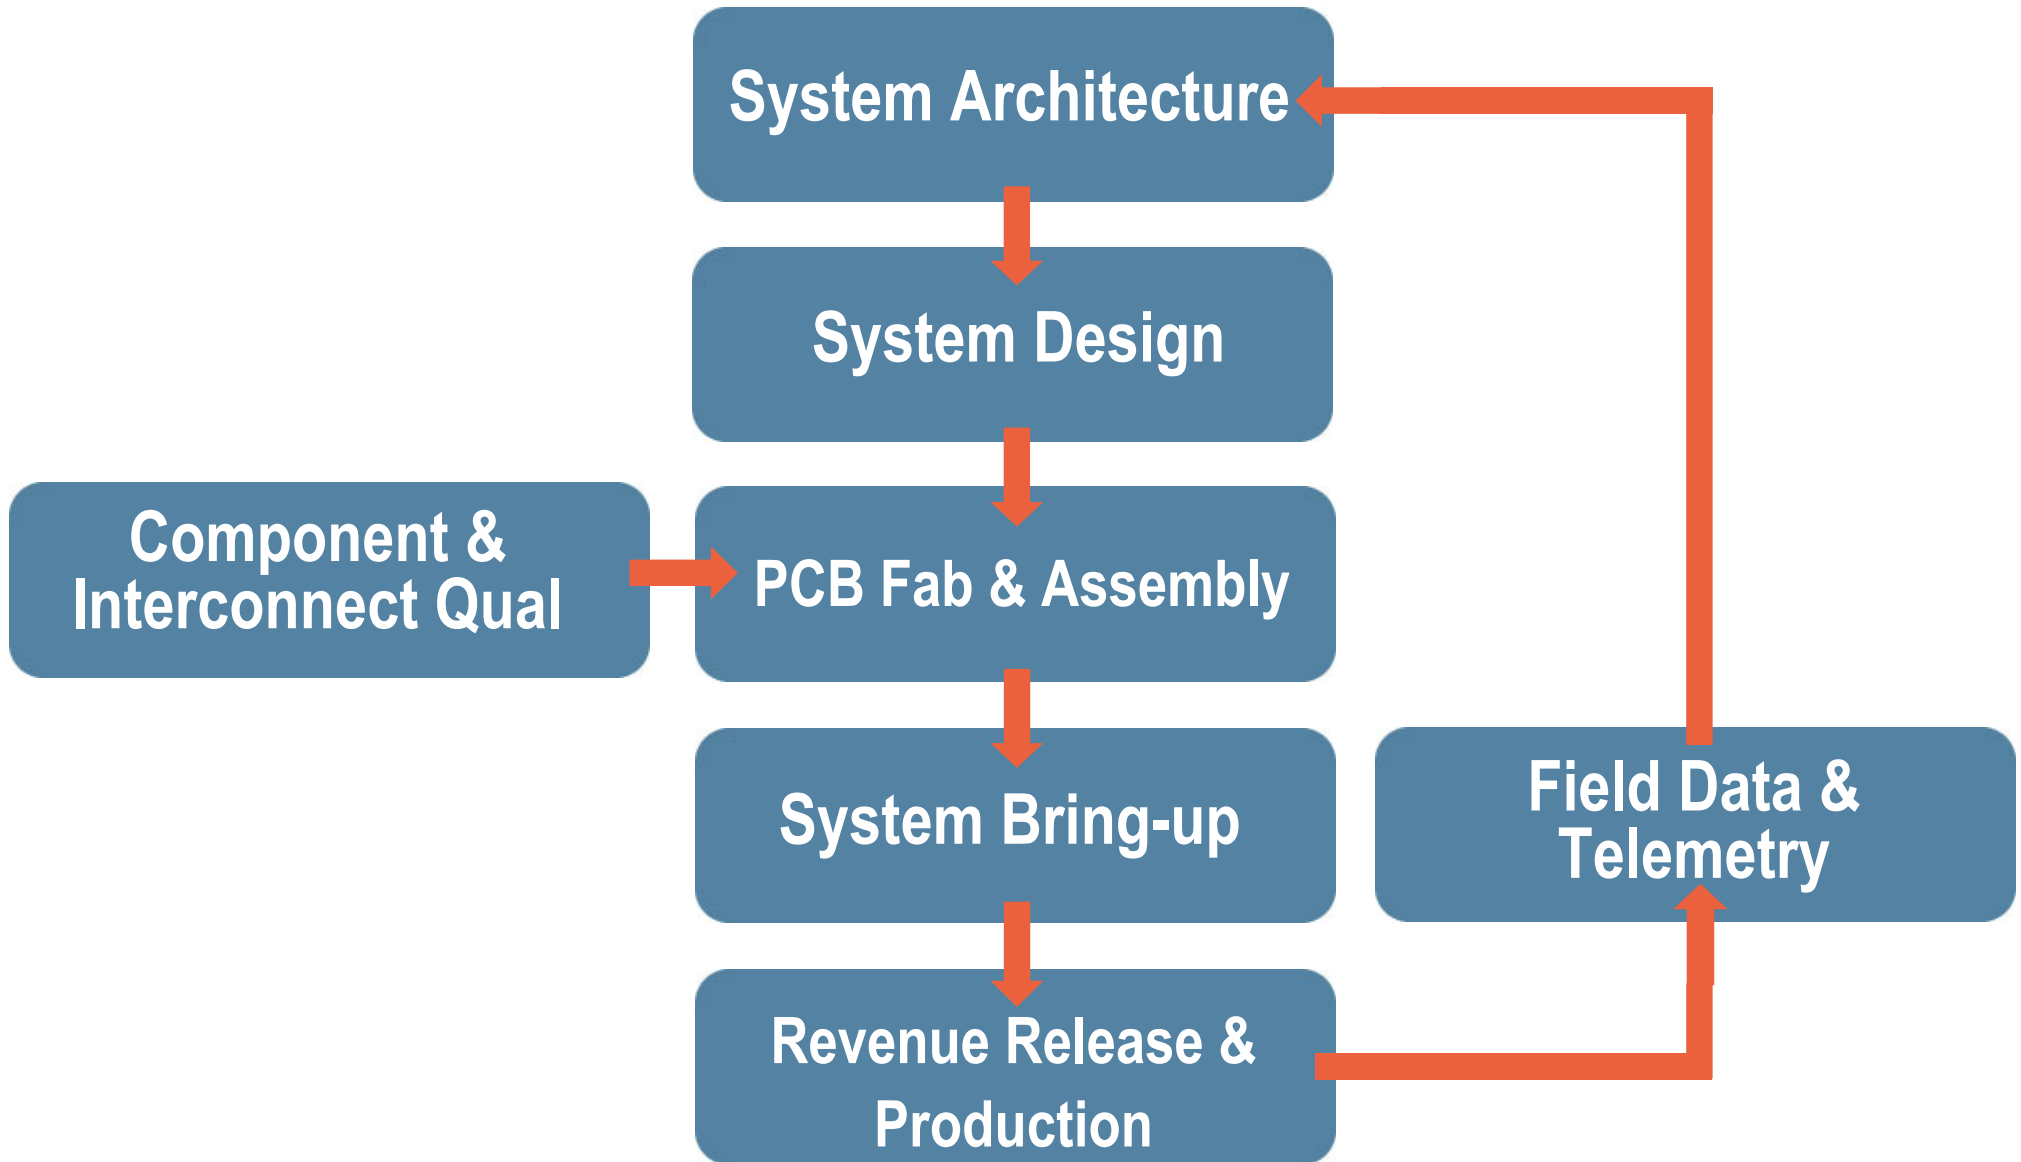 System Architecture
System Design
Component &
Interconnect Qual
PCB Fab & Assembly
System Bring-up
Field Data &
Telemetry
Revenue Release &
Production